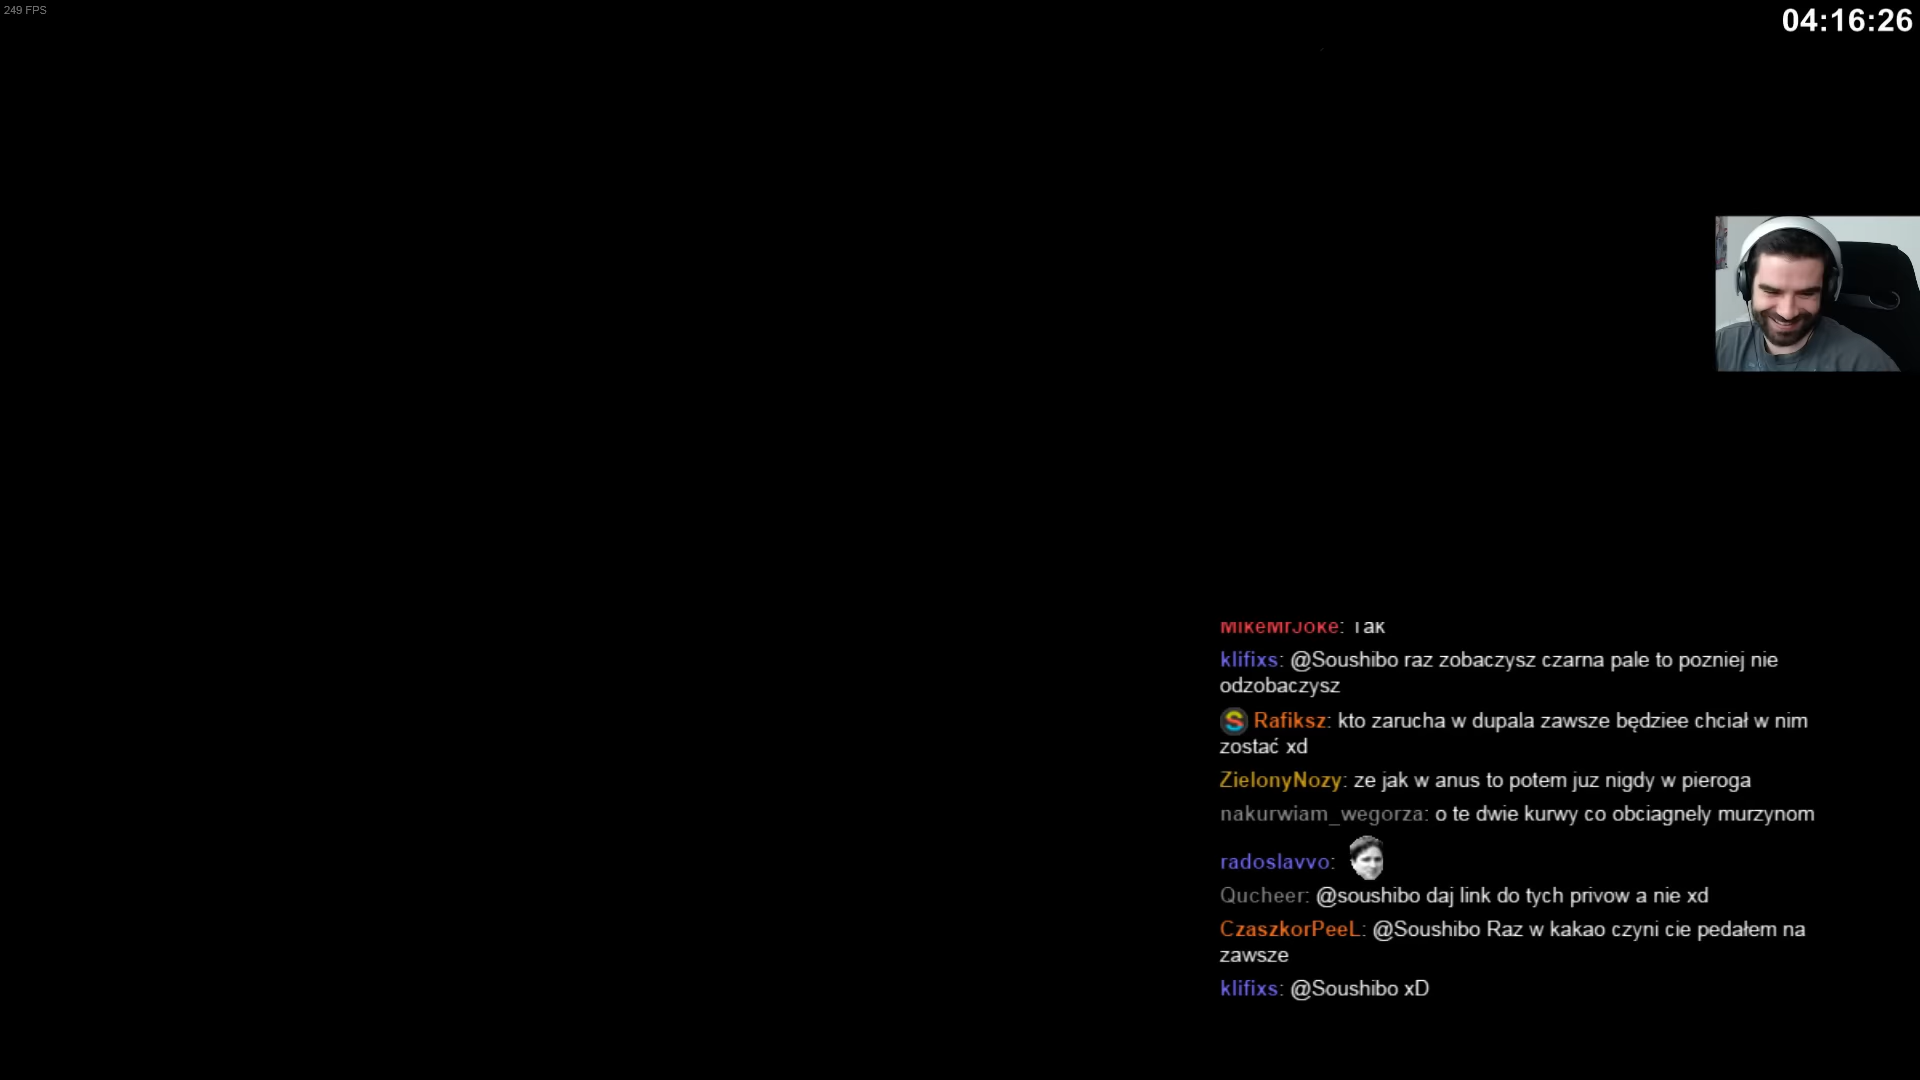 249 FPS
04:16:26
MikeMrJoke: Tak
klifixs: @Soushibo raz zobaczysz czarna pale to pozniej nie
odzobaczysz
Rafiksz: kto zarucha w dupala zawsze będziee chciał w nim
zostać xd
ZielonyNozy: ze jak w anus to potem juz nigdy w pieroga
nakurwiam_wegorza: o te dwie kurwy co obciagnely murzynom
radoslavvo:
Qucheer: @soushibo daj link do tych privow a nie xd
CzaszkorPeeL: @Soushibo Raz w kakao czyni cie pedałem na
zawsze
klifixs: @Soushibo xD